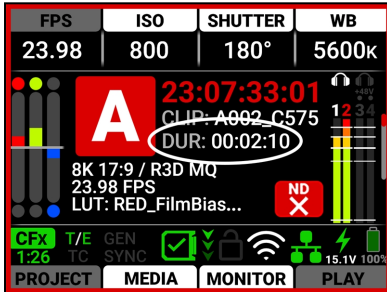 FPS ISO SHUTTER WB
23.98 800 180° 5600K
A
23:07:33:01
CLIP: A002_C575
DUR: 00:02:10
+48V
1 2 3 4
8K 17:9 / R3D MQ
23.98 FPS
LUT: RED_FilmBias...
ND
CFx T/E GEN
1:26 TC SYNC
15.1V 100%
PROJECT MEDIA MONITOR PLAY